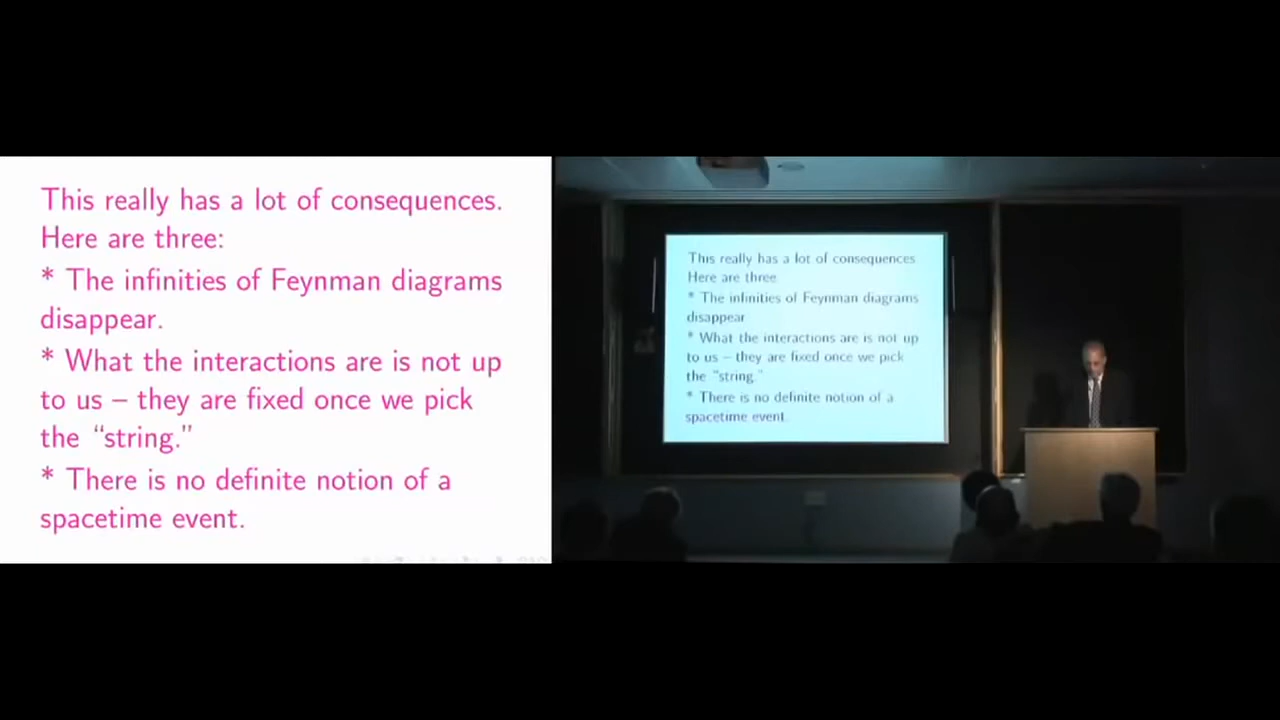 This really has a lot of consequences.
Here are three:
* The infinities of Feynman diagrams
disappear.
* What the interactions are is not up
to us – they are fixed once we pick
the “string.”
* There is no definite notion of a
spacetime event.
This really has a lot of consequences.
Here are three:
* The infinities of Feynman diagrams
disappear.
* What the interactions are is not up
to us – they are fixed once we pick
the “string.”
* There is no definite notion of a
spacetime event.